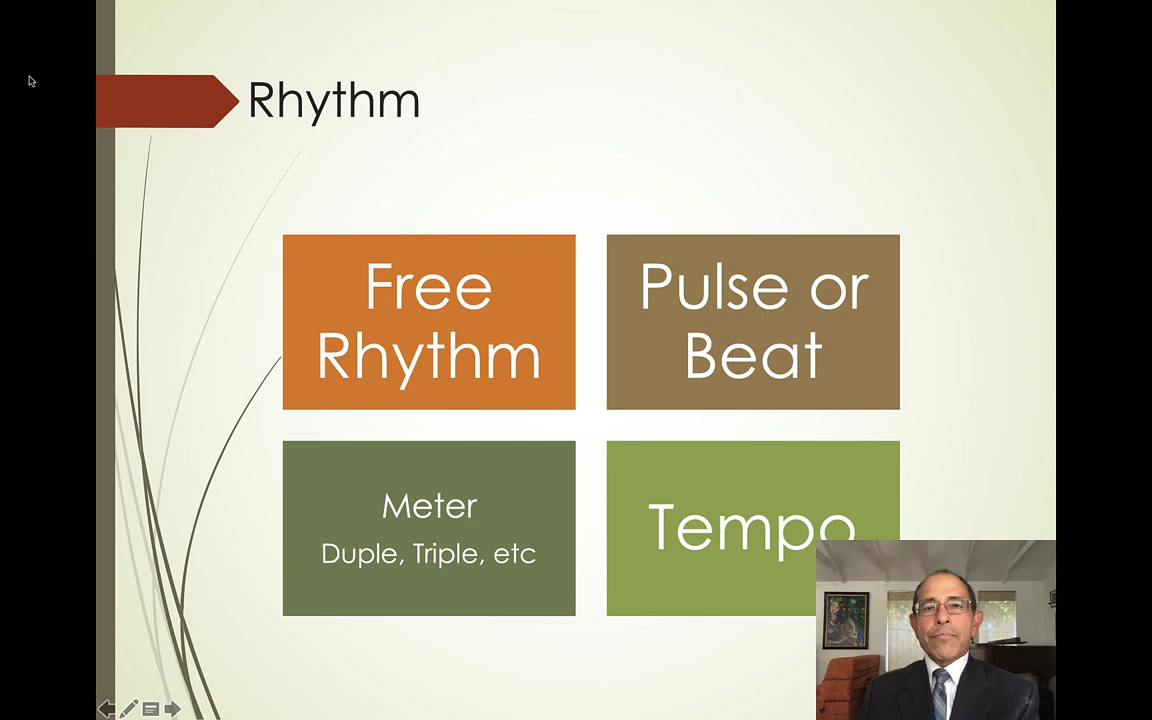 Rhythm
Free
Rhythm
Pulse or
Beat
Meter
Duple, Triple, etc
Tempo